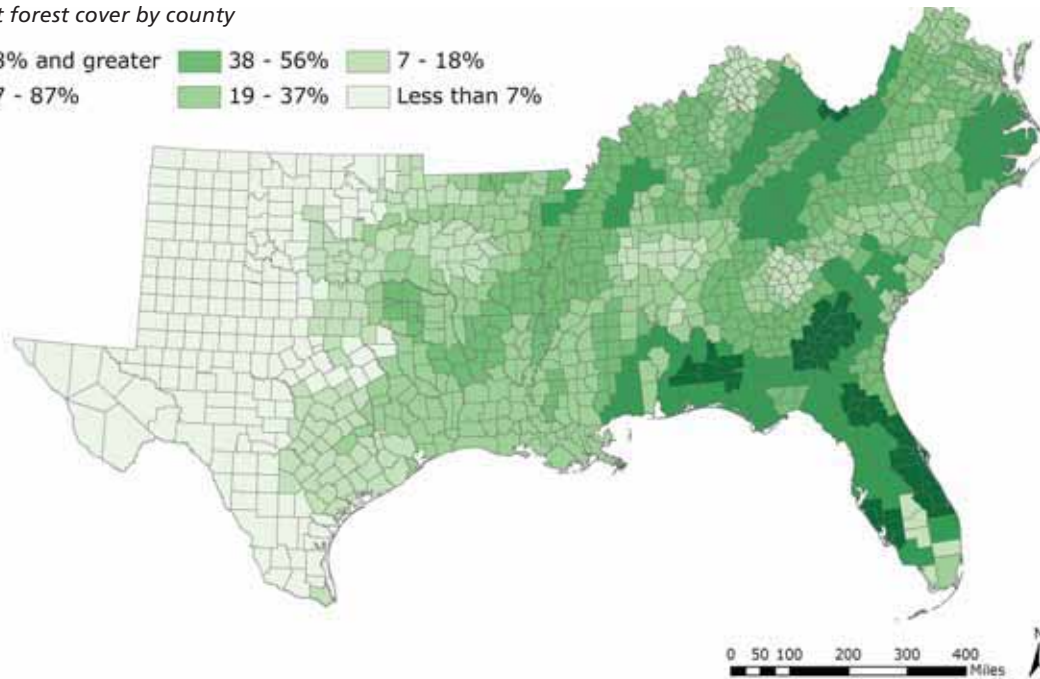 t forest cover by county
8% and greater 38 - 56% 7 - 18%
7 - 87% 19 - 37% Less than 7%
0 50 100 200 300 400
Miles
N